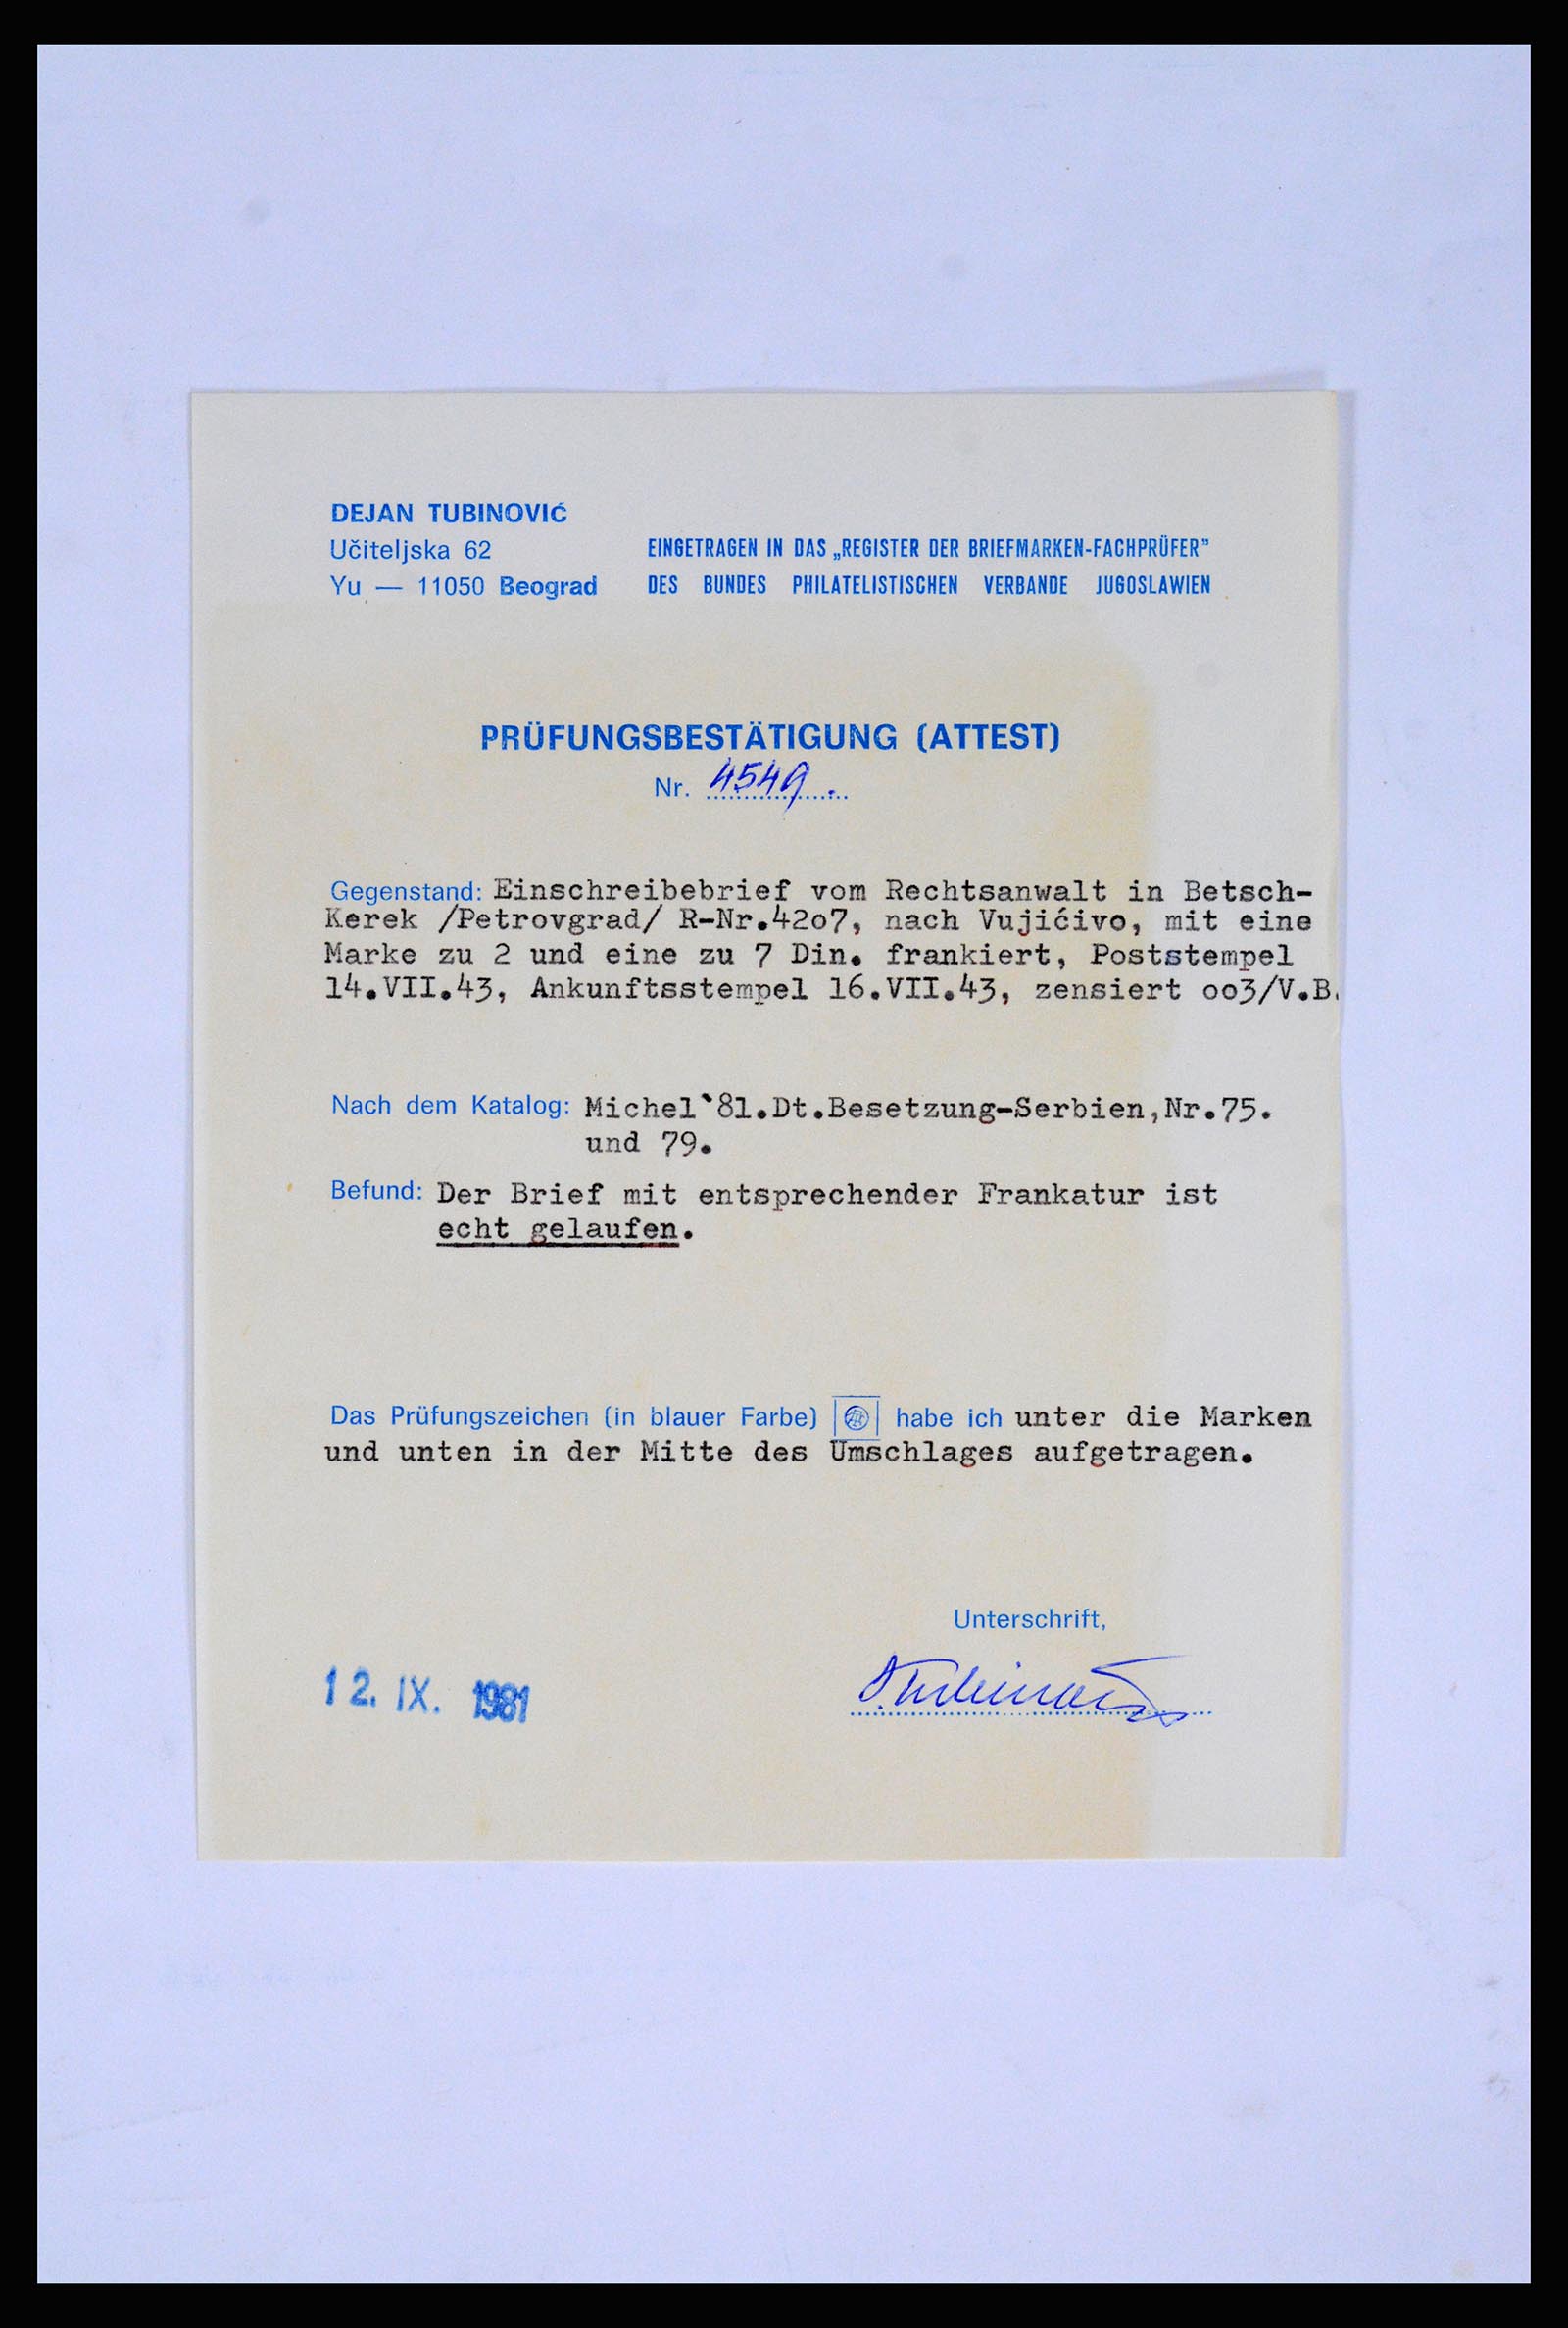 DEJAN TUBINOVIĆ
Učiteljska 62
Yu — 11050 Beograd
EINGETRAGEN IN DAS „REGISTER DER BRIEFMARKEN-FACHPRÜFER”
DES BUNDES PHILATELISTISCHEN VERBANDE JUGOSLAWIEN
PRÜFUNGSBESTÄTIGUNG (ATTEST)
Nr. 4549.
Gegenstand: Einschreibebrief vom Rechtsanwalt in Betsch-
Kerek /Petrovgrad/ R-Nr.42o7, nach Vujićivo, mit eine
Marke zu 2 und eine zu 7 Din. frankiert, Poststempel
14.VII.43, Ankunftsstempel 16.VII.43, zensiert oo3/V.B.
Nach dem Katalog: Michel`81.Dt.Besetzung-Serbien,Nr.75.
und 79.
Befund: Der Brief mit entsprechender Frankatur ist
echt gelaufen.
Das Prüfungszeichen (in blauer Farbe) habe ich unter die Marken
und unten in der Mitte des Umschlages aufgetragen.
Unterschrift,
12. IX. 1981